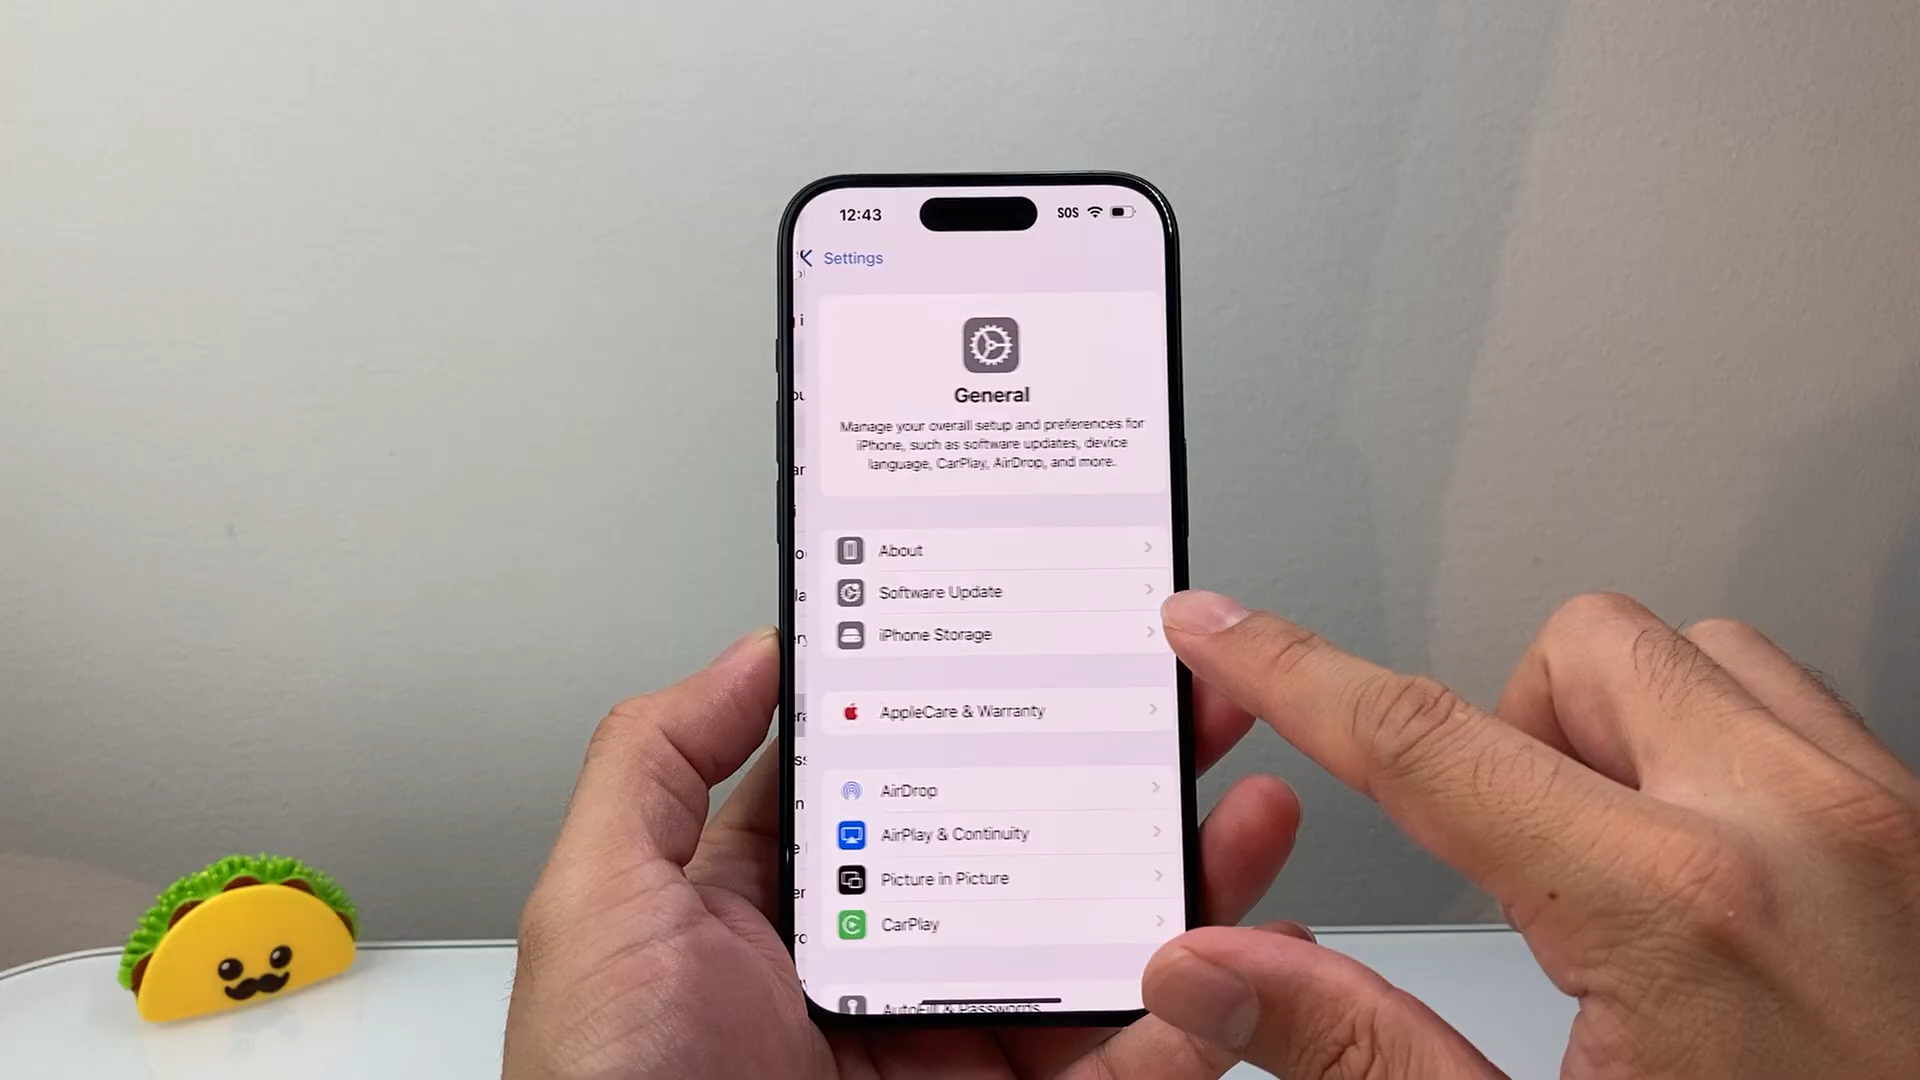 12:43
SOS
Settings
General
Manage your overall setup and preferences for
iPhone, such as software updates, device
language, CarPlay, AirDrop, and more.
About
Software Update
iPhone Storage
AppleCare & Warranty
AirDrop
AirPlay & Continuity
Picture in Picture
CarPlay
AutoFill & Passwords